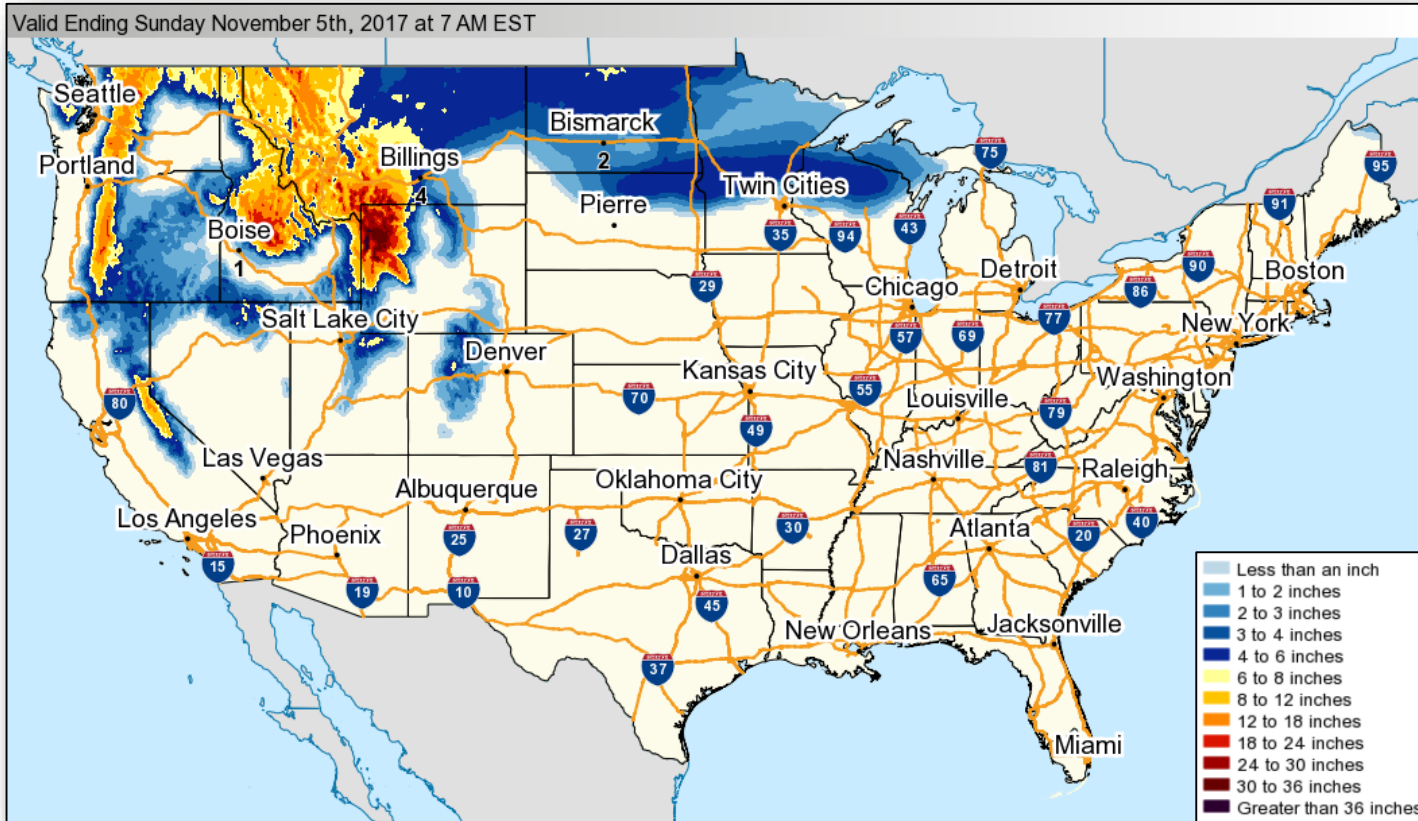 Valid Ending Sunday November 5th, 2017 at 7 AM EST
Seattle
Portland
Bismarck
2
Billings
4
75
95
Twin Cities
Pierre
Boise
1
35
94
43
91
90
Boston
29
Chicago
Detroit
86
Salt Lake City
57
69
77
New York
Denver
Kansas City
Washington
80
70
55
Louisville
79
49
Las Vegas
Nashville
81
Raleigh
Albuquerque
Oklahoma City
Los Angeles
Phoenix
25
27
30
Atlanta
20
40
15
Dallas
19
10
45
65
New Orleans
Jacksonville
37
Miami
Less than an inch
1 to 2 inches
2 to 3 inches
3 to 4 inches
4 to 6 inches
6 to 8 inches
8 to 12 inches
12 to 18 inches
18 to 24 inches
24 to 30 inches
30 to 36 inches
Greater than 36 inches